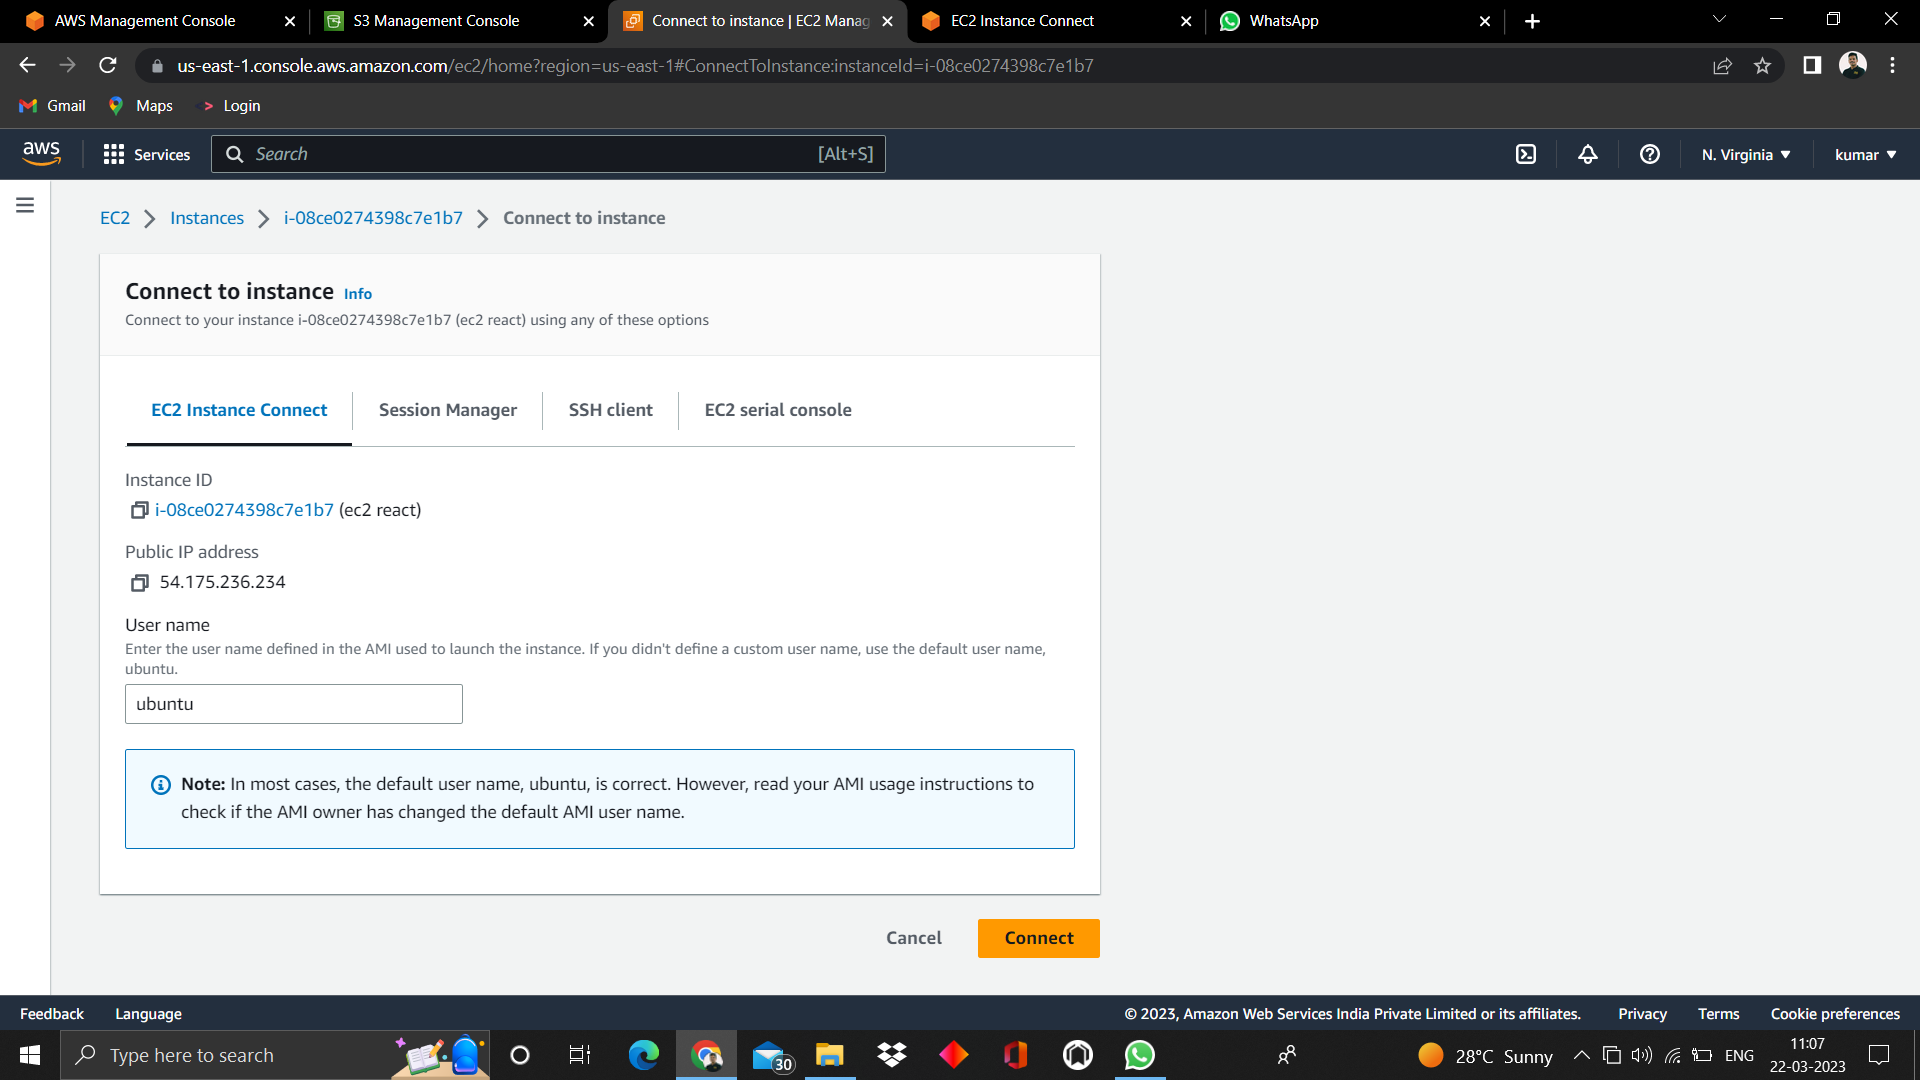 AWS Management Console
S3 Management Console
Connect to instance | EC2 Manag
EC2 Instance Connect
WhatsApp
us-east-1.console.aws.amazon.com/ec2/home?region=us-east-1#ConnectToInstance:instanceId=i-08ce0274398c7e1b7
Gmail
Maps
Login
aws
Services
Search
[Alt+S]
N. Virginia
kumar
EC2
Instances
i-08ce0274398c7e1b7
Connect to instance
Connect to instance Info
Connect to your instance i-08ce0274398c7e1b7 (ec2 react) using any of these options
EC2 Instance Connect
Session Manager
SSH client
EC2 serial console
Instance ID
i-08ce0274398c7e1b7 (ec2 react)
Public IP address
54.175.236.234
User name
Enter the user name defined in the AMI used to launch the instance. If you didn't define a custom user name, use the default user name,
ubuntu.
ubuntu
Note: In most cases, the default user name, ubuntu, is correct. However, read your AMI usage instructions to
check if the AMI owner has changed the default AMI user name.
Cancel
Connect
Feedback
Language
© 2023, Amazon Web Services India Private Limited or its affiliates.
Privacy
Terms
Cookie preferences
Type here to search
30
28°C Sunny
ENG
11:07
22-03-2023